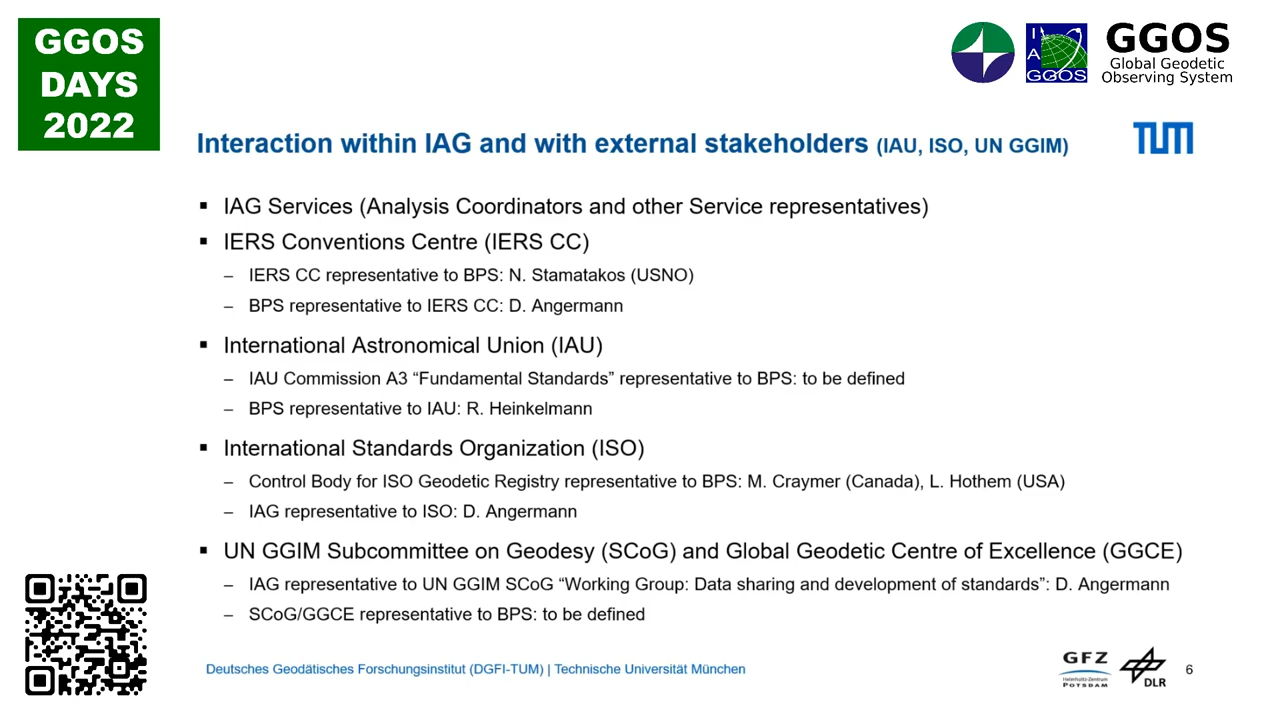 GGOS
DAYS
2022
IAG
GGOS
GGOS
Global Geodetic
Observing System
Interaction within IAG and with external stakeholders (IAU, ISO, UN GGIM)
TUM
▪ IAG Services (Analysis Coordinators and other Service representatives)
▪ IERS Conventions Centre (IERS CC)
– IERS CC representative to BPS: N. Stamatakos (USNO)
– BPS representative to IERS CC: D. Angermann
▪ International Astronomical Union (IAU)
– IAU Commission A3 “Fundamental Standards” representative to BPS: to be defined
– BPS representative to IAU: R. Heinkelmann
▪ International Standards Organization (ISO)
– Control Body for ISO Geodetic Registry representative to BPS: M. Craymer (Canada), L. Hothem (USA)
– IAG representative to ISO: D. Angermann
▪ UN GGIM Subcommittee on Geodesy (SCoG) and Global Geodetic Centre of Excellence (GGCE)
– IAG representative to UN GGIM SCoG “Working Group: Data sharing and development of standards”: D. Angermann
– SCoG/GGCE representative to BPS: to be defined
Deutsches Geodätisches Forschungsinstitut (DGFI-TUM) | Technische Universität München
GFZ
Helmholtz-Zentrum
POTSDAM
DLR
6